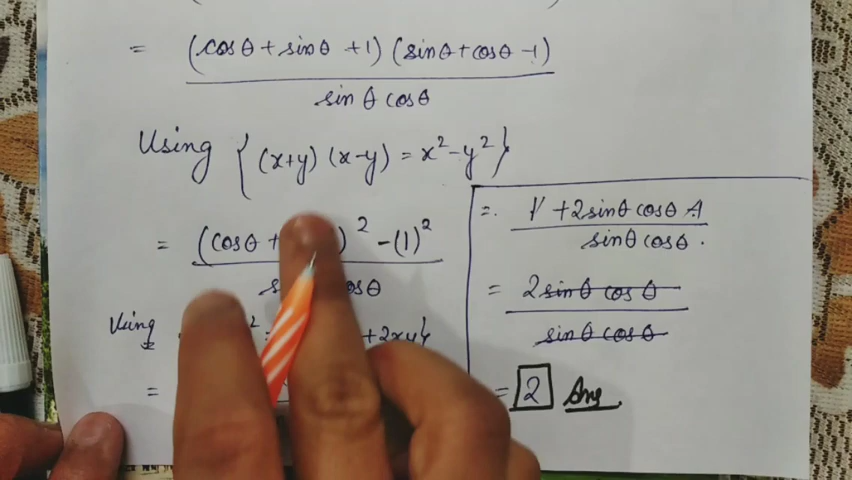 = (cosθ + sinθ + 1) (sinθ + cosθ - 1)
sinθ cosθ
Using {(x+y) (x-y) = x² - y²}
= (cosθ + )² - (1)²
θ
Using + 2xy}
=
= 1 + 2sinθ cosθ - 1
sinθ cosθ.
= 2sinθ cosθ
sinθ cosθ
= 2 Ans